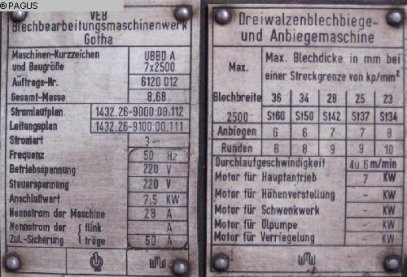 © PAGUS
VEB
Blechbearbeitungsmaschinenwerk
Gotha
Maschinen-Kurzzeichen UBBD A
und Baugröße 7x2500
Auftrags-Nr. 6120 012
Gesamt-Masse 8.68
Stromlaufplan 1432.26-9000:00.112
Leitungsplan 1432.26-9100.00.111
Stromart 3~
Frequenz 50 Hz
Betriebsspannung 220 V
Steuerspannung 220 V
Anschlußwert 7,5 KW
Nennstrom der Maschine 28 A
Nennstrom der flink A
Zul.-Sicherung träge 50 A
Dreiwalzenblechbiege-
und Anbiegemaschine
Max. Max. Blechdicke in mm bei
einer Streckgrenze von kp/mm²
Blechbreite 36 34 28 25 23
2500 St60 St50 St42 St37 St34
Anbiegen 6 6 7 7 8
Runden 8 8 9 9 10
Durchlaufgeschwindigkeit 4u.6 m/min
Motor für Hauptantrieb 7 KW
Motor für Höhenverstellung - KW
Motor für Schwenkwerk - KW
Motor für Ölpumpe - KW
Motor für Verriegelung - KW